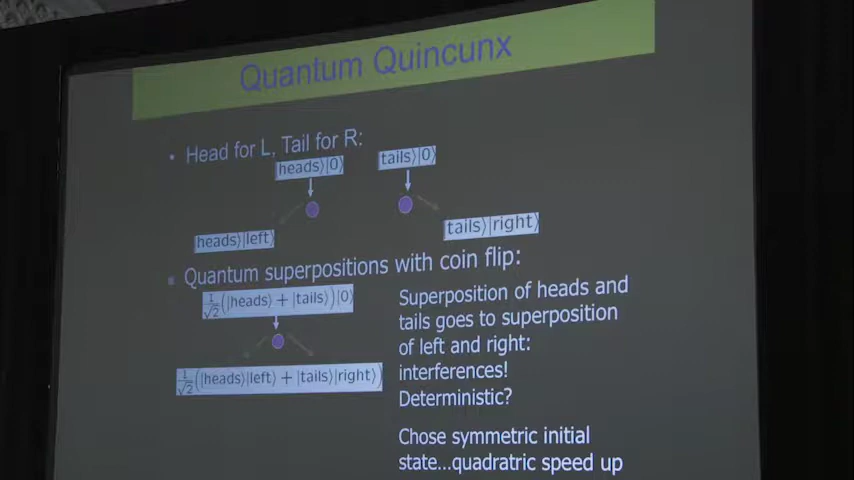 Quantum Quincunx
• Head for L, Tail for R:
|heads⟩|0⟩
|tails⟩|0⟩
|heads⟩|left⟩
|tails⟩|right⟩
▪ Quantum superpositions with coin flip:
1/√2(|heads⟩ + |tails⟩)|0⟩
1/√2(|heads⟩|left⟩ + |tails⟩|right⟩)
Superposition of heads and
tails goes to superposition
of left and right:
interferences!
Deterministic?
Chose symmetric initial
state...quadratric speed up